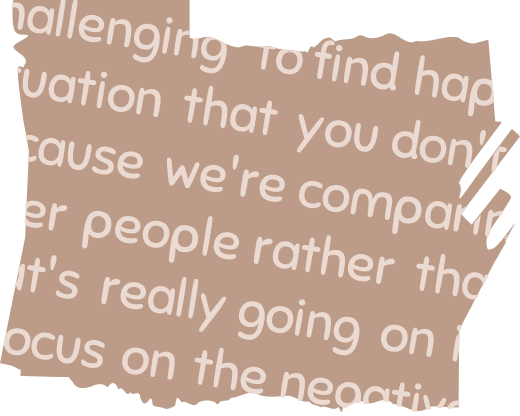 hallenging to find hap
uation that you don't
cause we're comparin
er people rather tha
at's really going on i
ocus on the negative